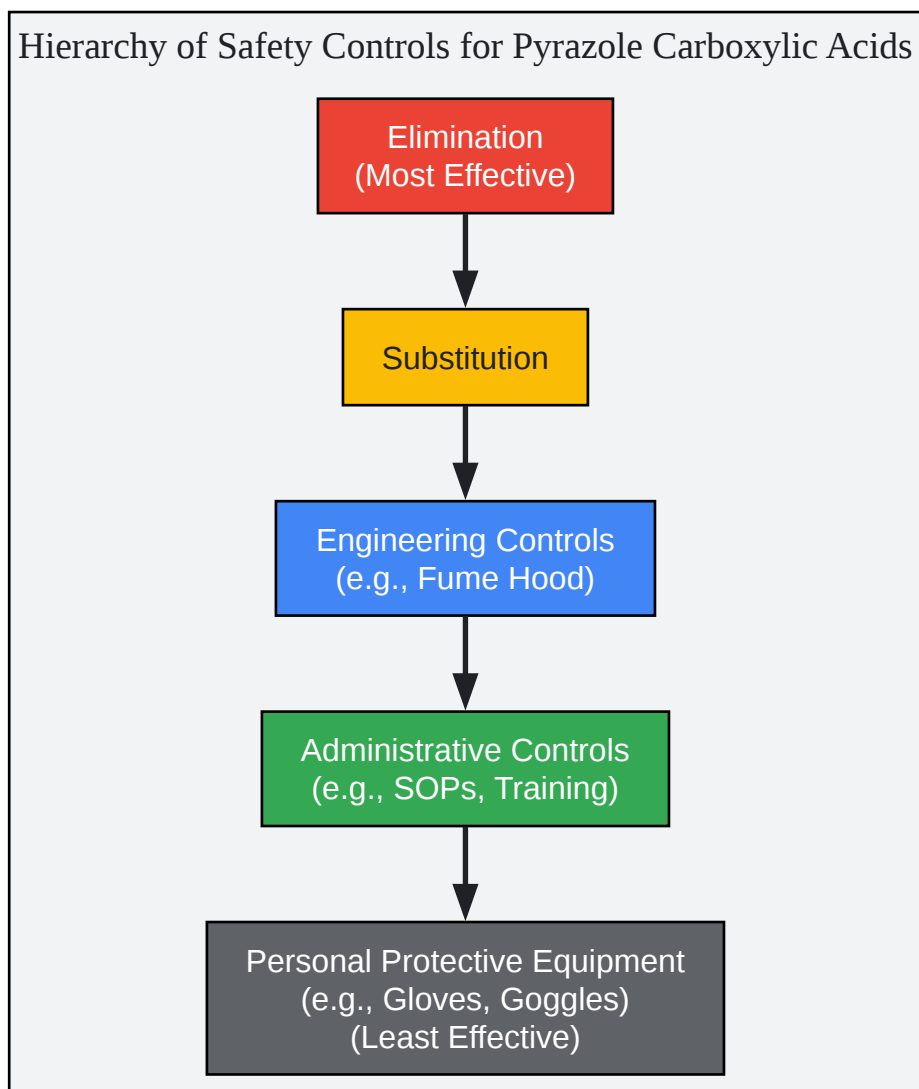 Hierarchy of Safety Controls for Pyrazole Carboxylic Acids
Elimination
(Most Effective)
Substitution
Engineering Controls
(e.g., Fume Hood)
Administrative Controls
(e.g., SOPs, Training)
Personal Protective Equipment
(e.g., Gloves, Goggles)
(Least Effective)